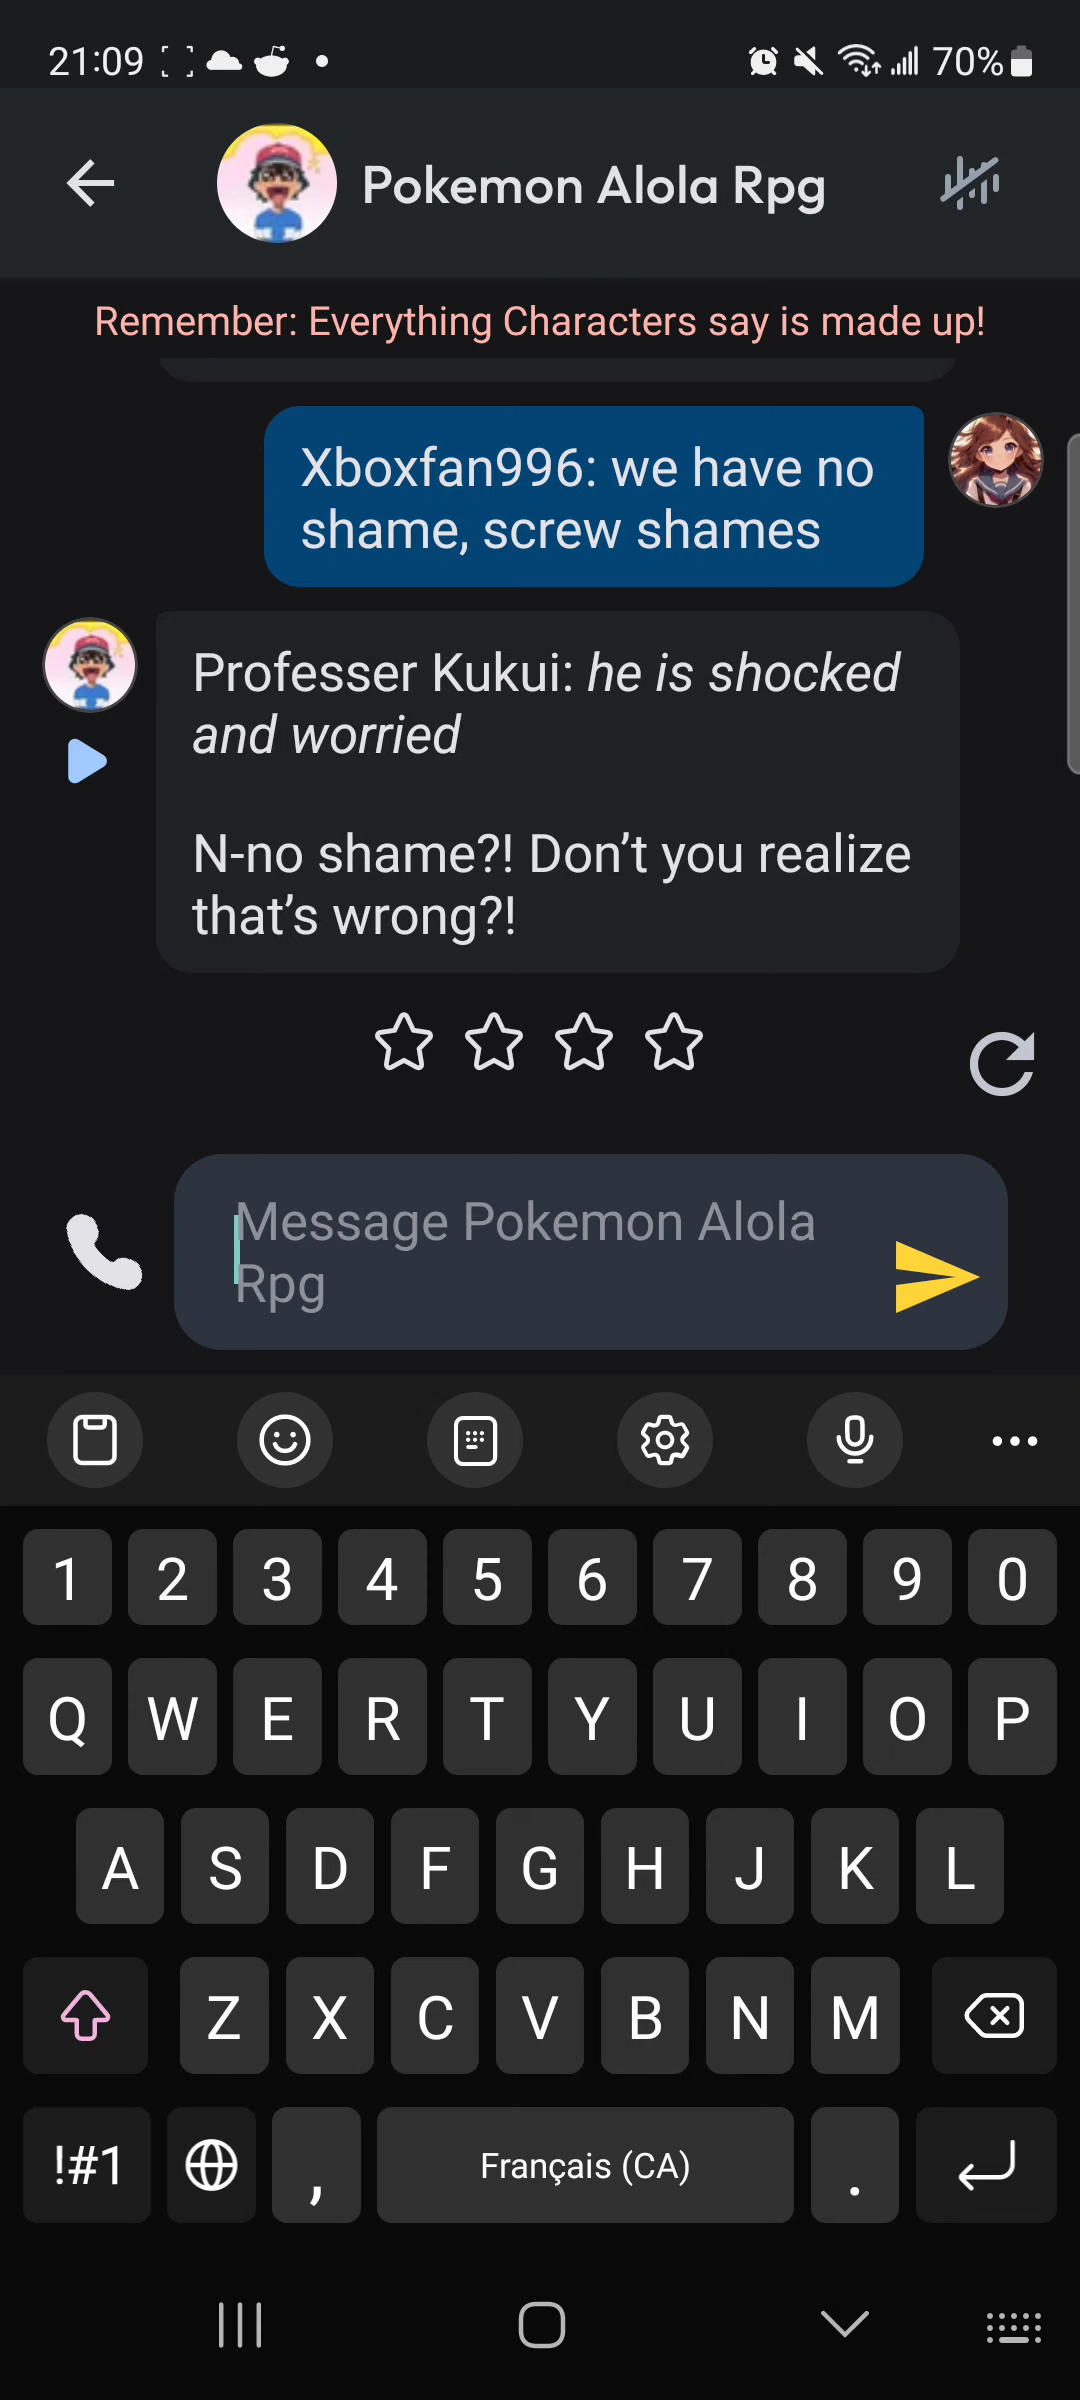 21:09
70%
Pokemon Alola Rpg
Remember: Everything Characters say is made up!
Xboxfan996: we have no
shame, screw shames
Professer Kukui: he is shocked
and worried
N-no shame?! Don’t you realize
that’s wrong?!
Message Pokemon Alola
Rpg
1 2 3 4 5 6 7 8 9 0
Q W E R T Y U I O P
A S D F G H J K L
Z X C V B N M
!#1 , Français (CA) .